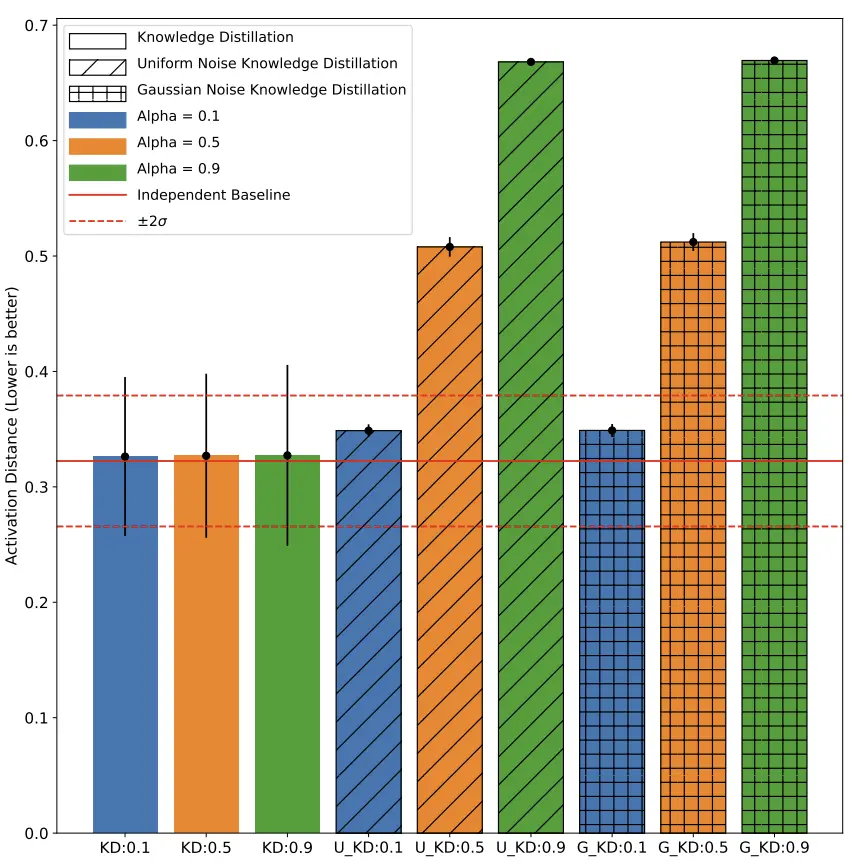 Knowledge Distillation
Uniform Noise Knowledge Distillation
Gaussian Noise Knowledge Distillation
Alpha = 0.1
Alpha = 0.5
Alpha = 0.9
Independent Baseline
±2σ
Activation Distance (Lower is better)
0.7
0.6
0.5
0.4
0.3
0.2
0.1
0.0
KD:0.1 KD:0.5 KD:0.9 U_KD:0.1 U_KD:0.5 U_KD:0.9 G_KD:0.1 G_KD:0.5 G_KD:0.9